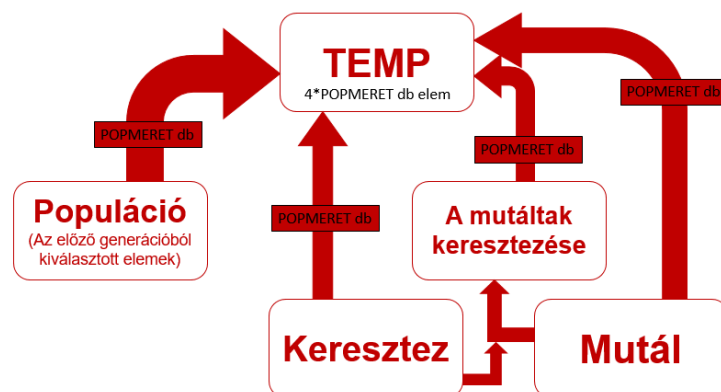 TEMP
4*POPMERET db elem
POPMERET db
POPMERET db
POPMERET db
POPMERET db
Populáció
(Az előző generációból
kiválasztott elemek)
A mutáltak
keresztezése
Keresztez
Mutál